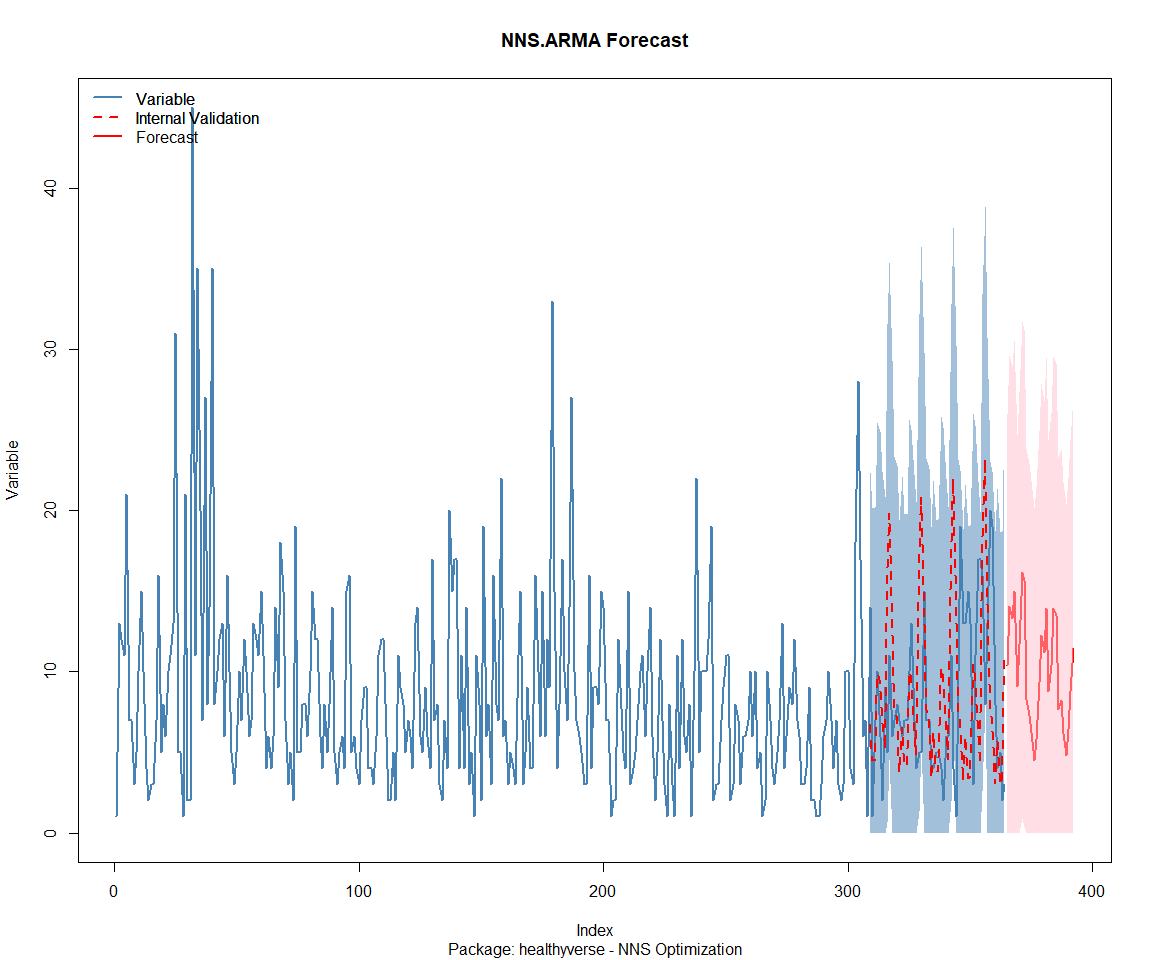 NNS.ARMA Forecast
Variable
Internal Validation
Forecast
Variable
40
30
20
10
0
0
100
200
300
400
Index
Package: healthyverse - NNS Optimization